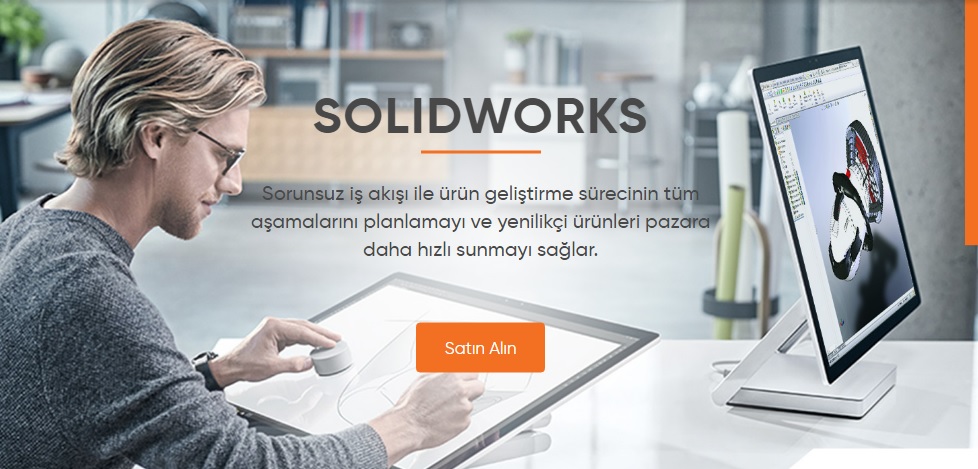 SOLIDWORKS
Sorunsuz iş akışı ile ürün geliştirme sürecinin tüm
aşamalarını planlamayı ve yenilikçi ürünleri pazara
daha hızlı sunmayı sağlar.
Satın Alın